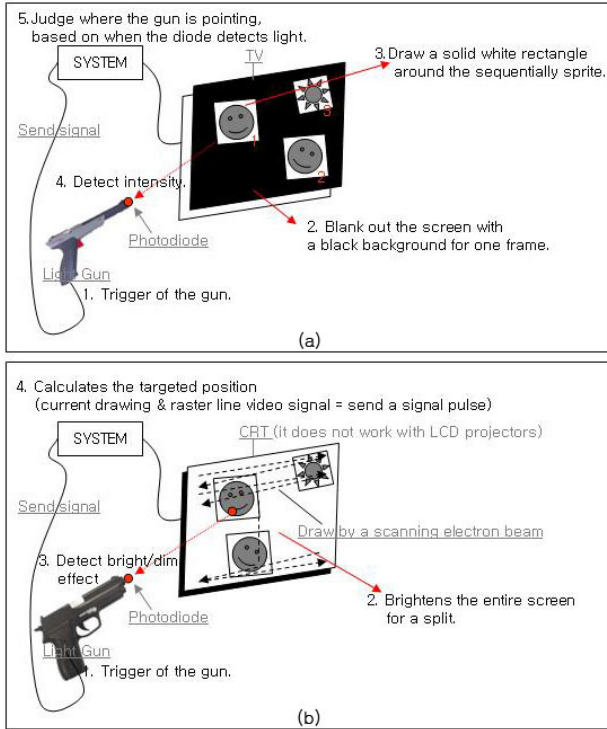 5.Judge where the gun is pointing,
based on when the diode detects light.
SYSTEM
TV
3.Draw a solid white rectangle
around the sequentially sprite.
Send signal
3
1
2
4. Detect intensity.
2. Blank out the screen with
a black background for one frame.
Photodiode
Light Gun
1. Trigger of the gun.
(a)
4. Calculates the targeted position
(current drawing & raster line video signal = send a signal pulse)
SYSTEM
CRT (it does not work with LCD projectors)
Send signal
Draw by a scanning electron beam
3. Detect bright/dim
effect
2. Brightens the entire screen
for a split.
Photodiode
Light Gun
1. Trigger of the gun.
(b)